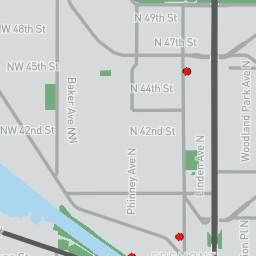 N 49th St
NW 48th St
N 47th St
NW 45th St
N 44th St
Baker Ave NW
Woodland Park Ave N
NW 42nd St
N 42nd St
Phinney Ave N
Linden Ave N
FREMONT